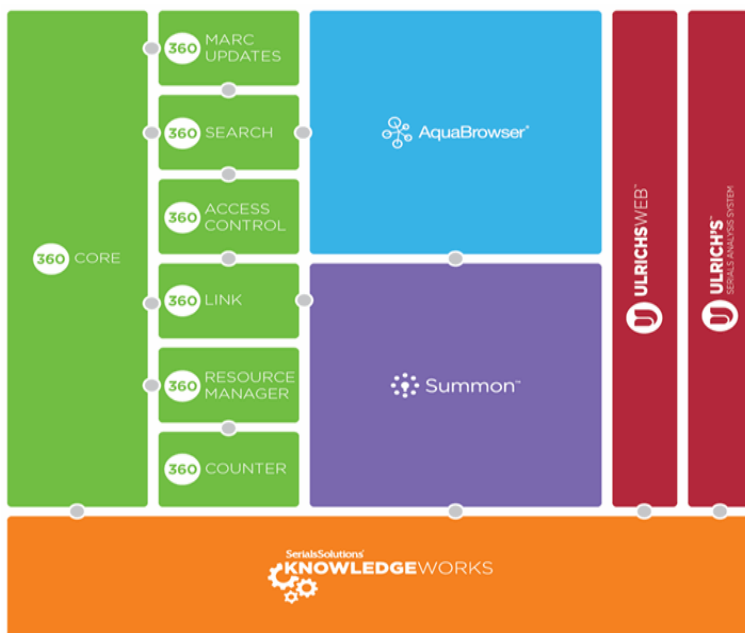 360 CORE
360 MARC
UPDATES
360 SEARCH
360 ACCESS
CONTROL
360 LINK
360 RESOURCE
MANAGER
360 COUNTER
AquaBrowser®
Summon™
ULRICHSWEB™
ULRICH'S™
SERIALS ANALYSIS SYSTEM
SerialsSolutions®
KNOWLEDGEWORKS